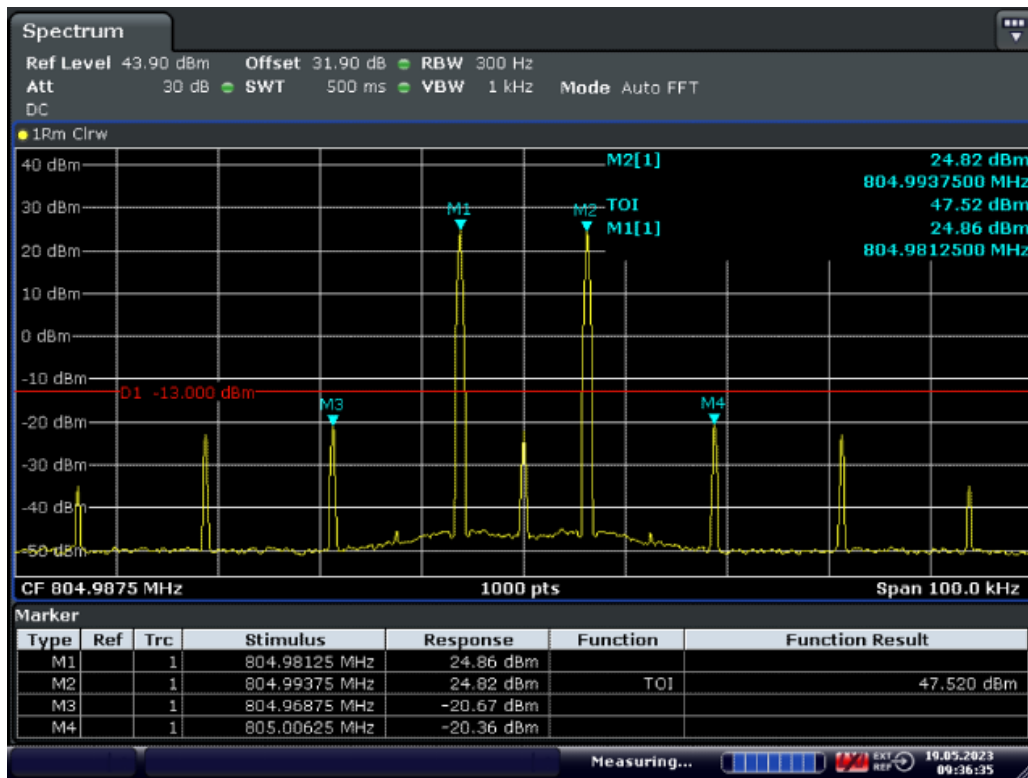 Spectrum
Ref Level 43.90 dBm Offset 31.90 dB RBW 300 Hz
Att 30 dB SWT 500 ms VBW 1 kHz Mode Auto FFT
DC
1Rm Clrw
40 dBm
M2[1] 24.82 dBm
804.9937500 MHz
30 dBm
M1
M2
TOI 47.52 dBm
M1[1] 24.86 dBm
20 dBm
804.9812500 MHz
10 dBm
0 dBm
-10 dBm
D1 -13.000 dBm
M3
M4
-20 dBm
-30 dBm
-40 dBm
-50 dBm
CF 804.9875 MHz 1000 pts Span 100.0 kHz
Marker
Type Ref Trc Stimulus Response Function Function Result
M1 1 804.98125 MHz 24.86 dBm
M2 1 804.99375 MHz 24.82 dBm TOI 47.520 dBm
M3 1 804.96875 MHz -20.67 dBm
M4 1 805.00625 MHz -20.36 dBm
Measuring... EXT REF 19.05.2023
09:36:35